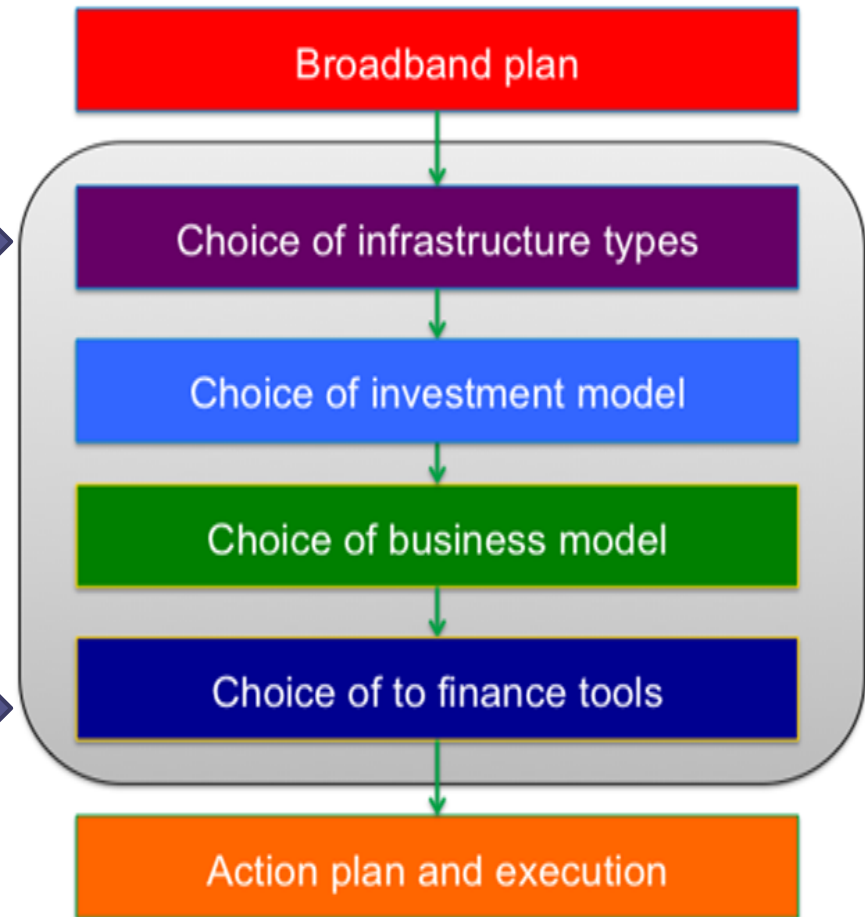 Broadband plan
Choice of infrastructure types
Choice of investment model
Choice of business model
Choice of to finance tools
Action plan and execution